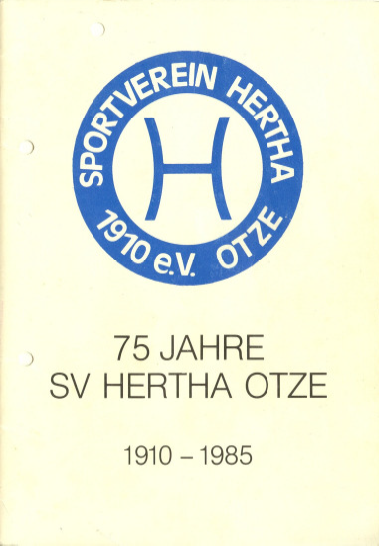 SPORTVEREIN HERTHA
1910 e.V. OTZE
H
75 JAHRE
SV HERTHA OTZE
1910 – 1985